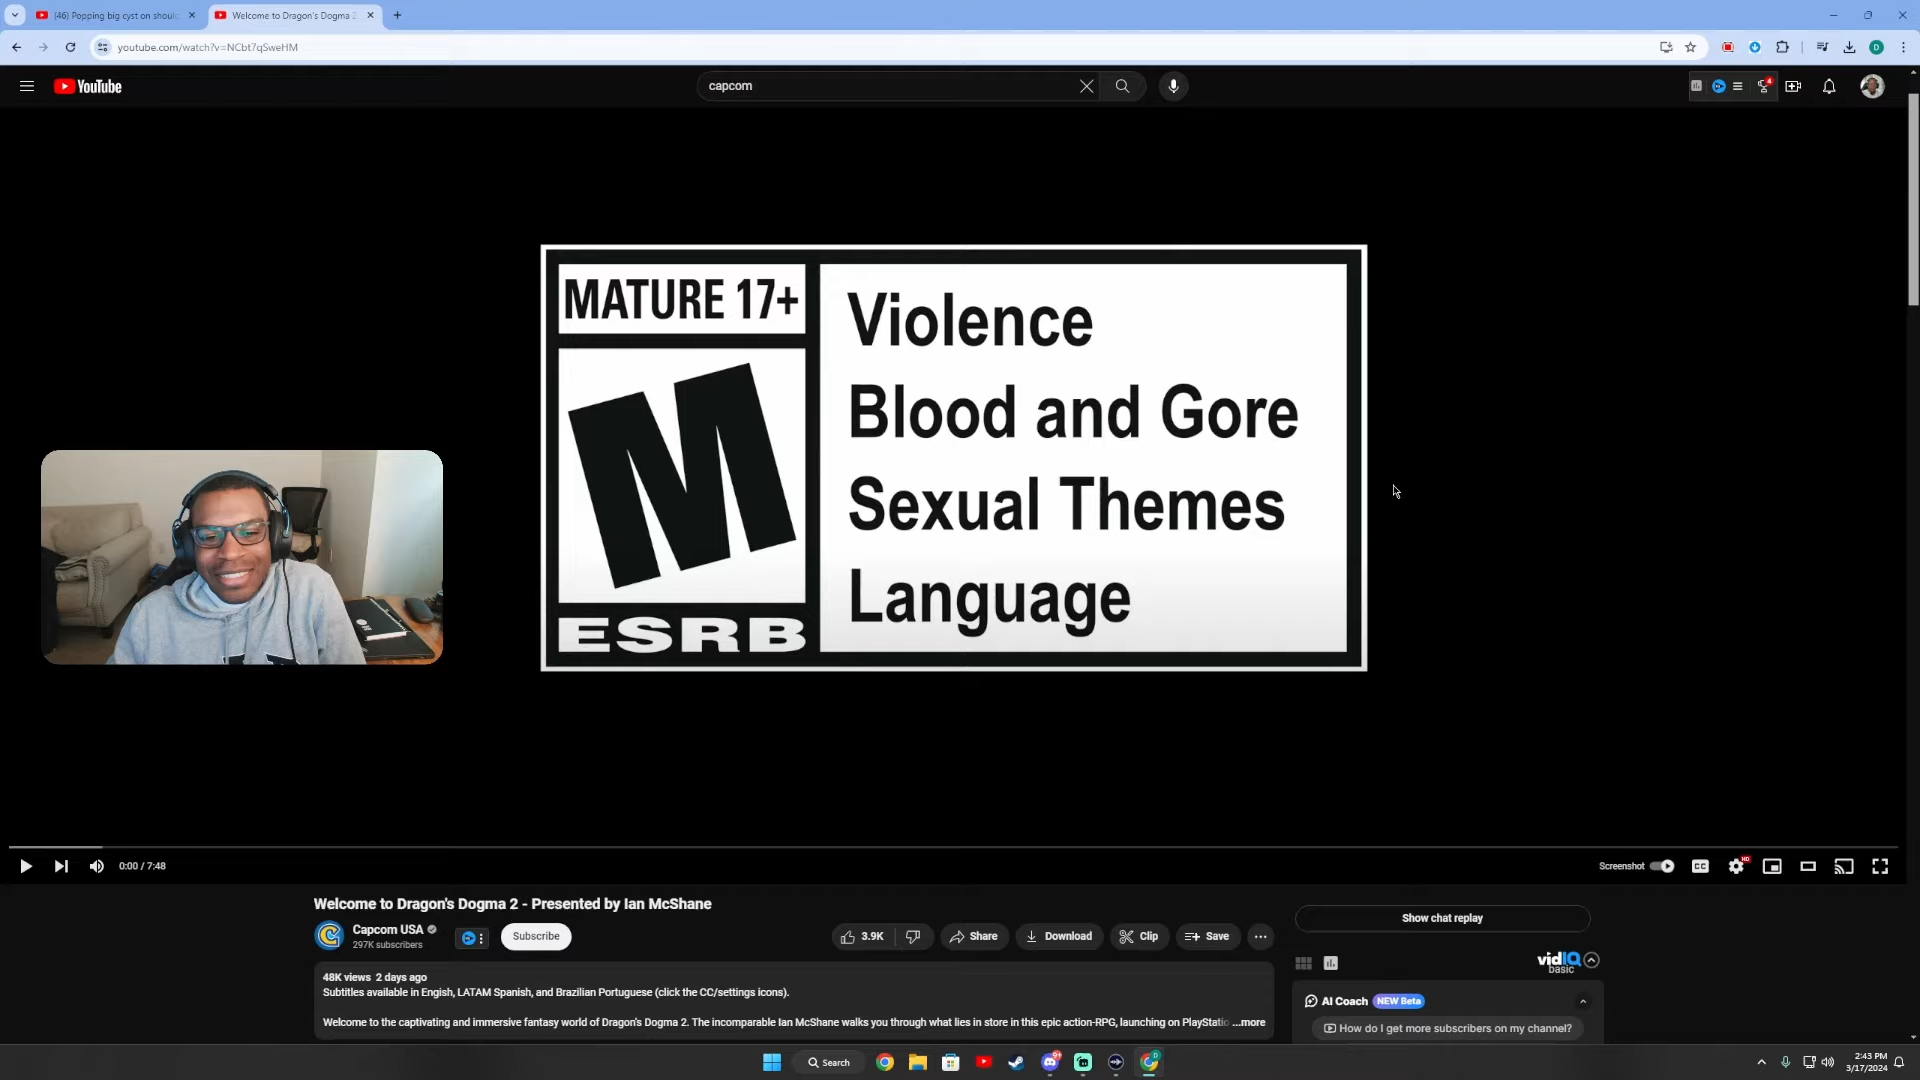 (46) Popping big cyst on shoul
Welcome to Dragon's Dogma 2
youtube.com/watch?v=NCbt7qSweHM
YouTube
capcom
4
MATURE 17+
M
ESRB
Violence
Blood and Gore
Sexual Themes
Language
0:00 / 7:48
Screenshot
CC
HD
Welcome to Dragon's Dogma 2 - Presented by Ian McShane
Capcom USA
297K subscribers
Subscribe
3.9K
Share
Download
Clip
Save
Show chat replay
48K views 2 days ago
Subtitles available in Engish, LATAM Spanish, and Brazilian Portuguese (click the CC/settings icons).
Welcome to the captivating and immersive fantasy world of Dragon's Dogma 2. The incomparable Ian McShane walks you through what lies in store in this epic action-RPG, launching on PlayStatio ...more
vidIQ
basic
AI Coach NEW Beta
How do I get more subscribers on my channel?
Search
2:43 PM
3/17/2024